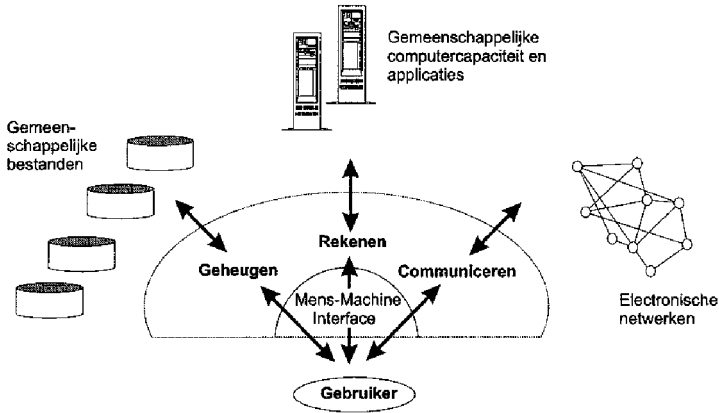 Gemeenschappelijke
computercapaciteit en
applicaties
Gemeen-
schappelijke
bestanden
Rekenen
Geheugen
Communiceren
Mens-Machine
Interface
Electronische
netwerken
Gebruiker